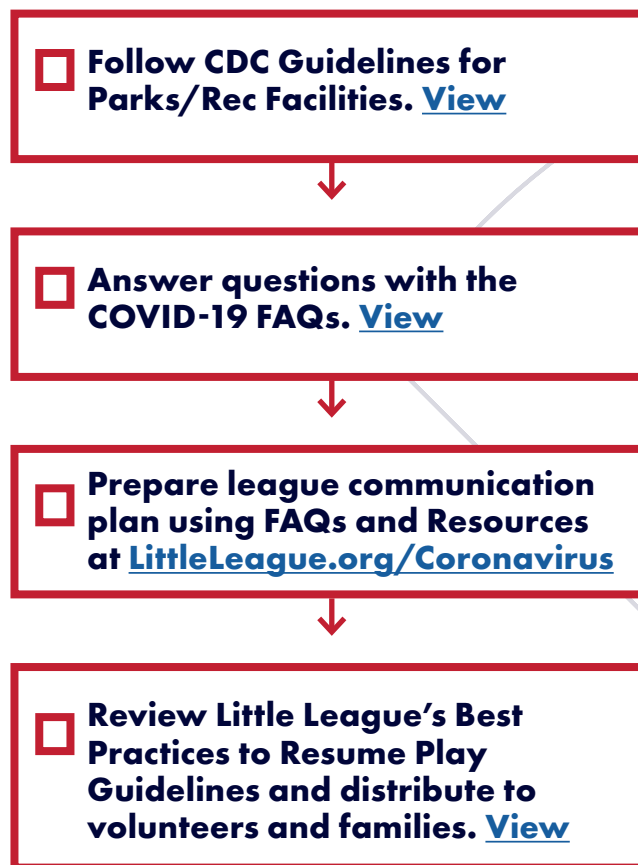 Follow CDC Guidelines for
Parks/Rec Facilities. View
Answer questions with the
COVID-19 FAQs. View
Prepare league communication
plan using FAQs and Resources
at LittleLeague.org/Coronavirus
Review Little League’s Best
Practices to Resume Play
Guidelines and distribute to
volunteers and families. View